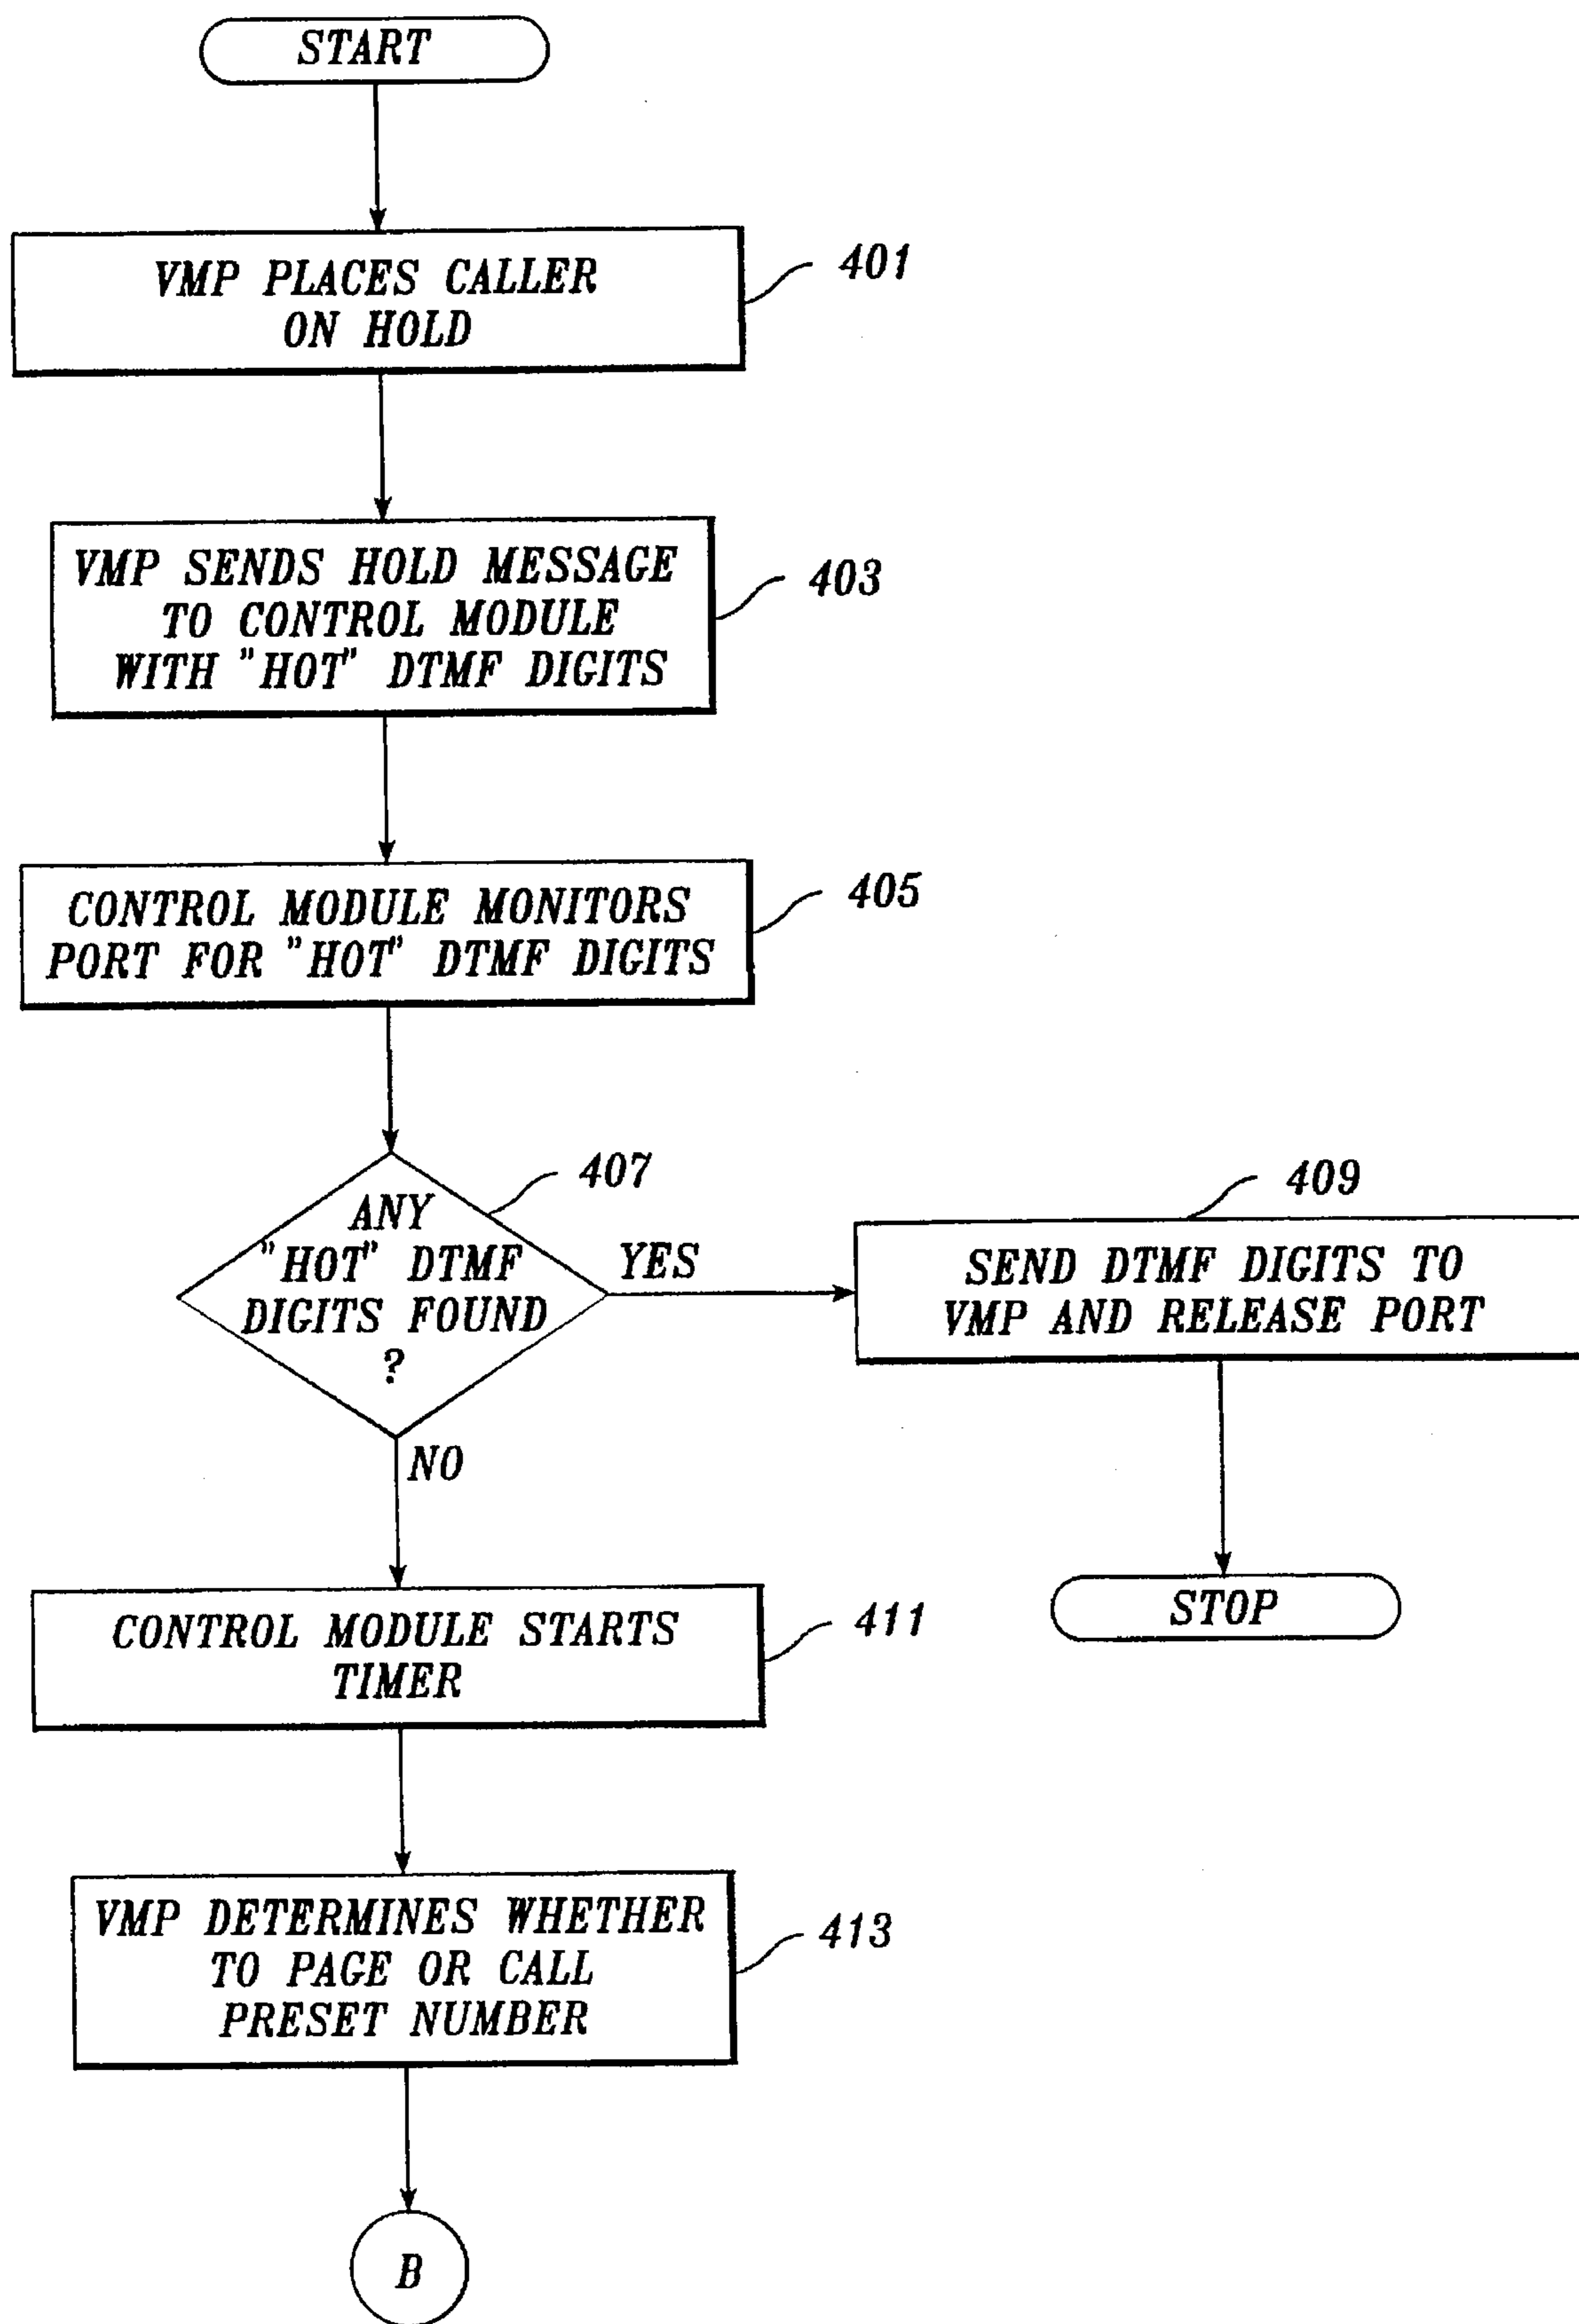 START
VMP PLACES CALLER
ON HOLD
401
VMP SENDS HOLD MESSAGE
TO CONTROL MODULE
WITH "HOT" DTMF DIGITS
403
CONTROL MODULE MONITORS
PORT FOR "HOT" DTMF DIGITS
405
ANY
"HOT" DTMF
DIGITS FOUND
?
407
YES
409
SEND DTMF DIGITS TO
VMP AND RELEASE PORT
STOP
NO
CONTROL MODULE STARTS
TIMER
411
VMP DETERMINES WHETHER
TO PAGE OR CALL
PRESET NUMBER
413
B